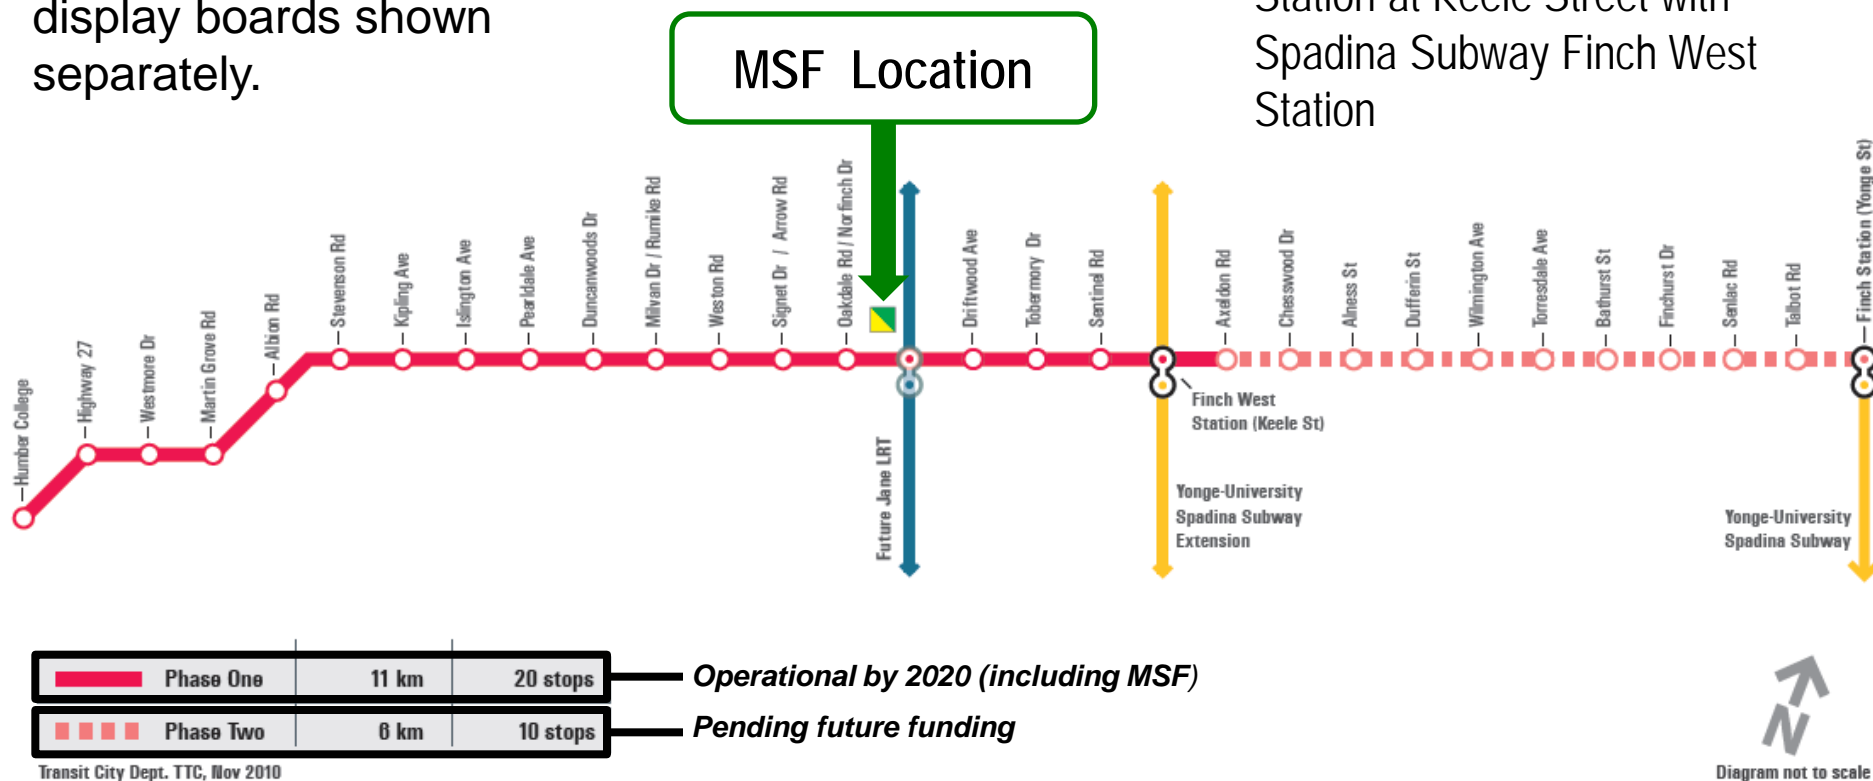 display boards shown
separately.
MSF Location
Station at Keele Street with
Spadina Subway Finch West
Station
Humber College
Highway 27
Westmore Dr
Martin Grove Rd
Albion Rd
Stevenson Rd
Kipling Ave
Islington Ave
Pearldale Ave
Duncanwoods Dr
Milvan Dr / Rumike Rd
Weston Rd
Signet Dr / Arrow Rd
Oakdale Rd / Norfinch Dr
Driftwood Ave
Tobermory Dr
Sentinel Rd
Axeldon Rd
Chesswood Dr
Alness St
Dufferin St
Wilmington Ave
Torresdale Ave
Bathurst St
Finchurst Dr
Senlac Rd
Talbot Rd
Finch Station (Yonge St)
Finch West
Station (Keele St)
Future Jane LRT
Yonge-University
Spadina Subway
Extension
Yonge-University
Spadina Subway
Phase One 11 km 20 stops
Operational by 2020 (including MSF)
Phase Two 6 km 10 stops
Pending future funding
Transit City Dept. TTC, Nov 2010
N
Diagram not to scale